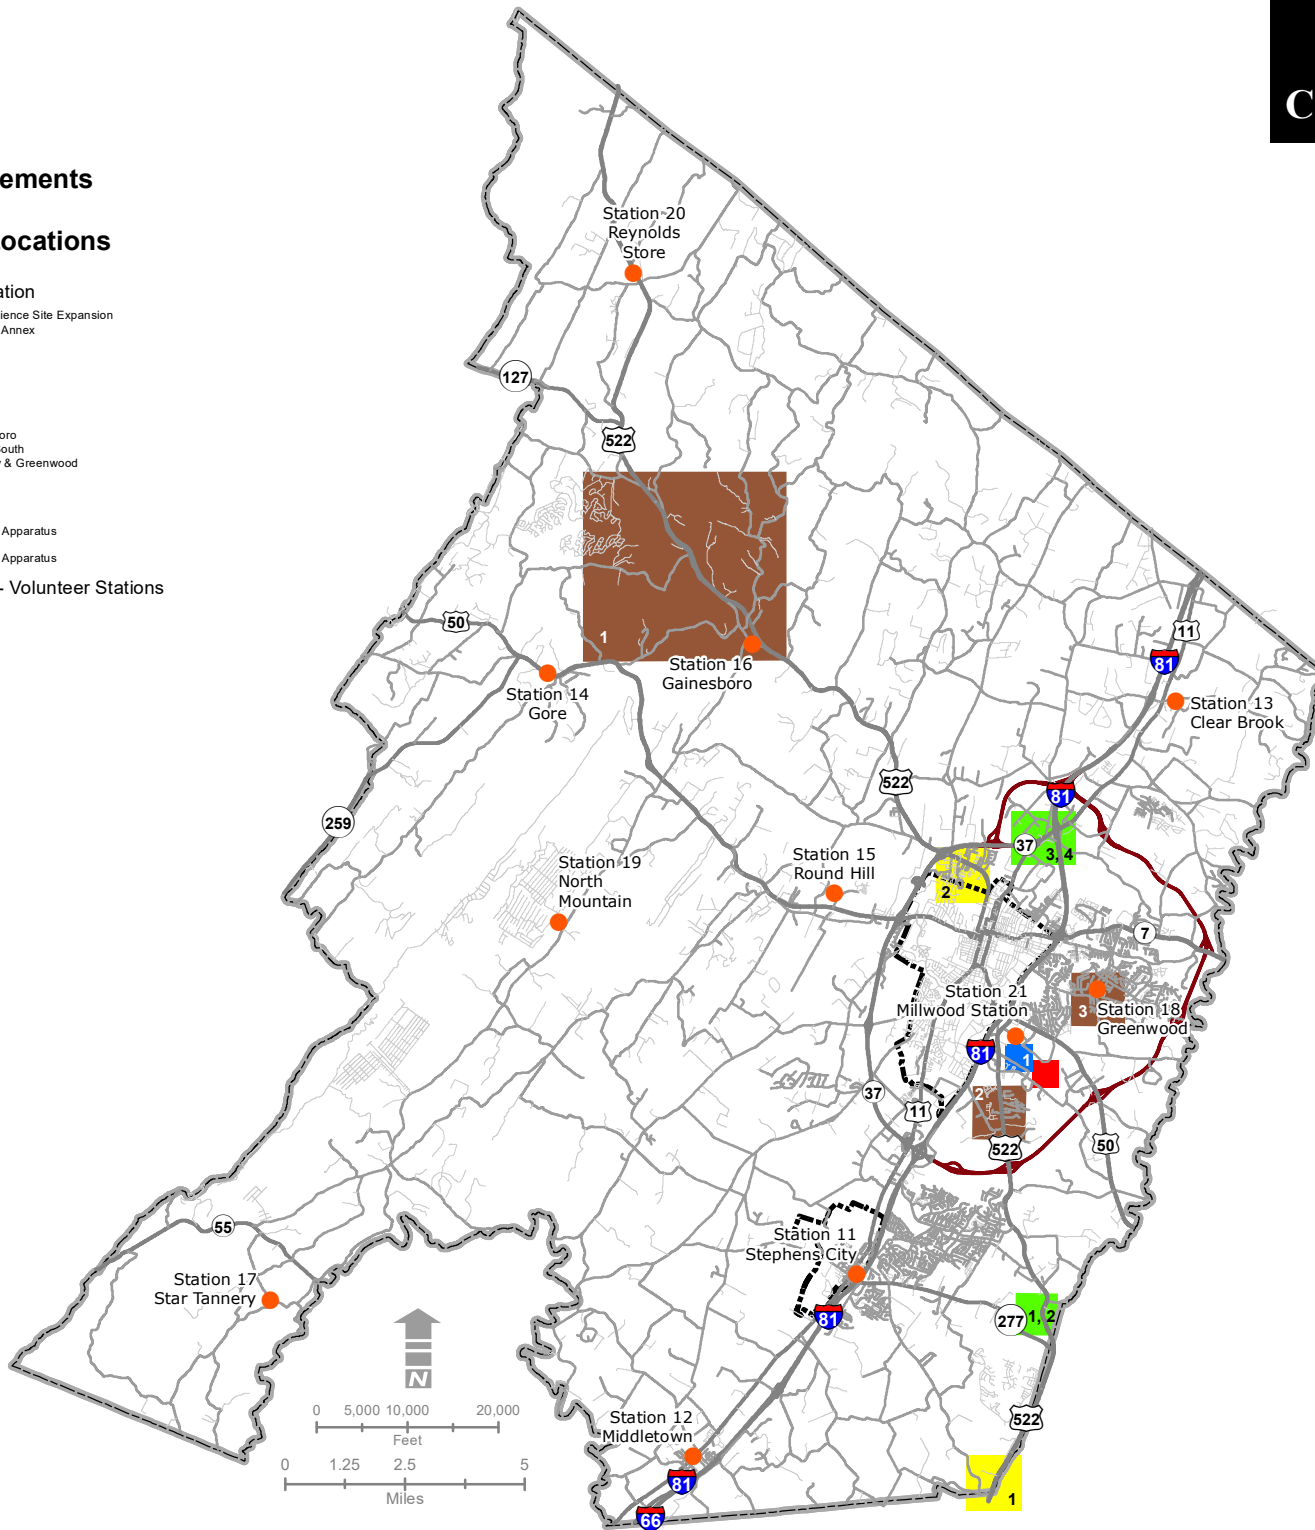 C
ements
ocations
ation
ience Site Expansion
Annex
oro
outh
& Greenwood
Apparatus
Apparatus
- Volunteer Stations
Station 20
Reynolds
Store
127
522
50
1
Station 16
Gainesboro
Station 14
Gore
11
81
Station 13
Clear Brook
522
81
259
37
3, 4
Station 15
Round Hill
2
Station 19
North
Mountain
7
Station 21
Millwood Station
3
Station 18
Greenwood
81
1
37
11
2
522
50
55
Station 11
Stephens City
Station 17
Star Tannery
81
277
1, 2
N
0 5,000 10,000 20,000
Feet
522
Station 12
Middletown
0 1.25 2.5 5
Miles
81
1
66